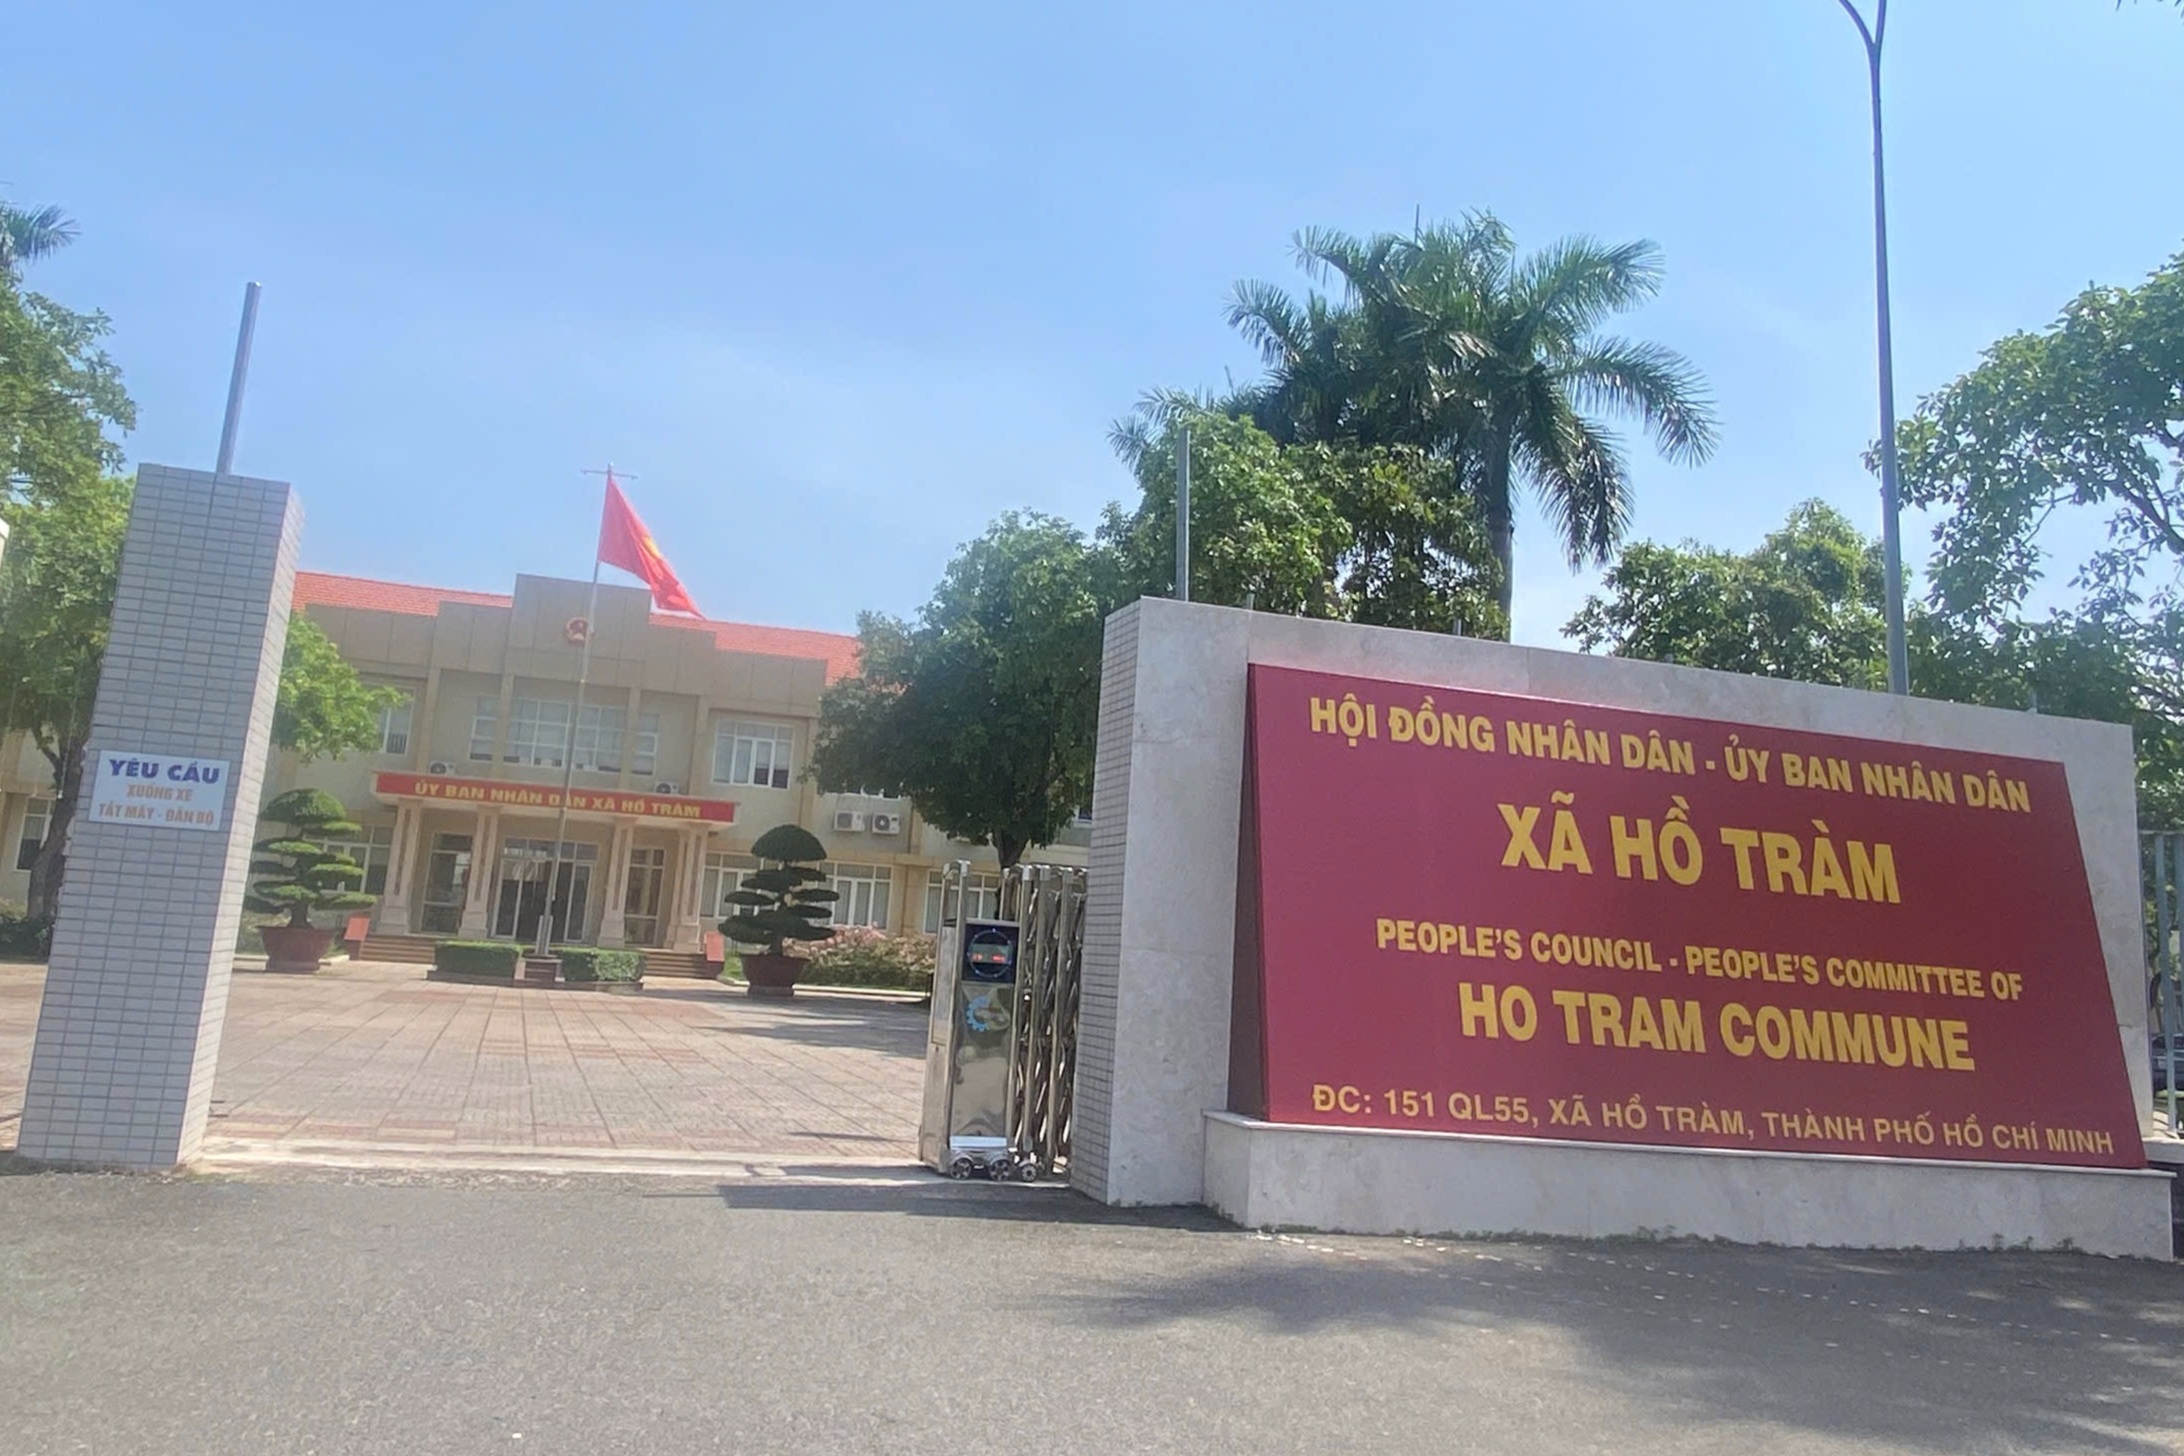 YÊU CẦU
XUỐNG XE
TẮT MÁY - DẪN BỘ
ỦY BAN NHÂN DÂN XÃ HỒ TRÀM
HỘI ĐỒNG NHÂN DÂN - ỦY BAN NHÂN DÂN
XÃ HỒ TRÀM
PEOPLE'S COUNCIL - PEOPLE'S COMMITTEE OF
HO TRAM COMMUNE
ĐC: 151 QL55, XÃ HỒ TRÀM, THÀNH PHỐ HỒ CHÍ MINH